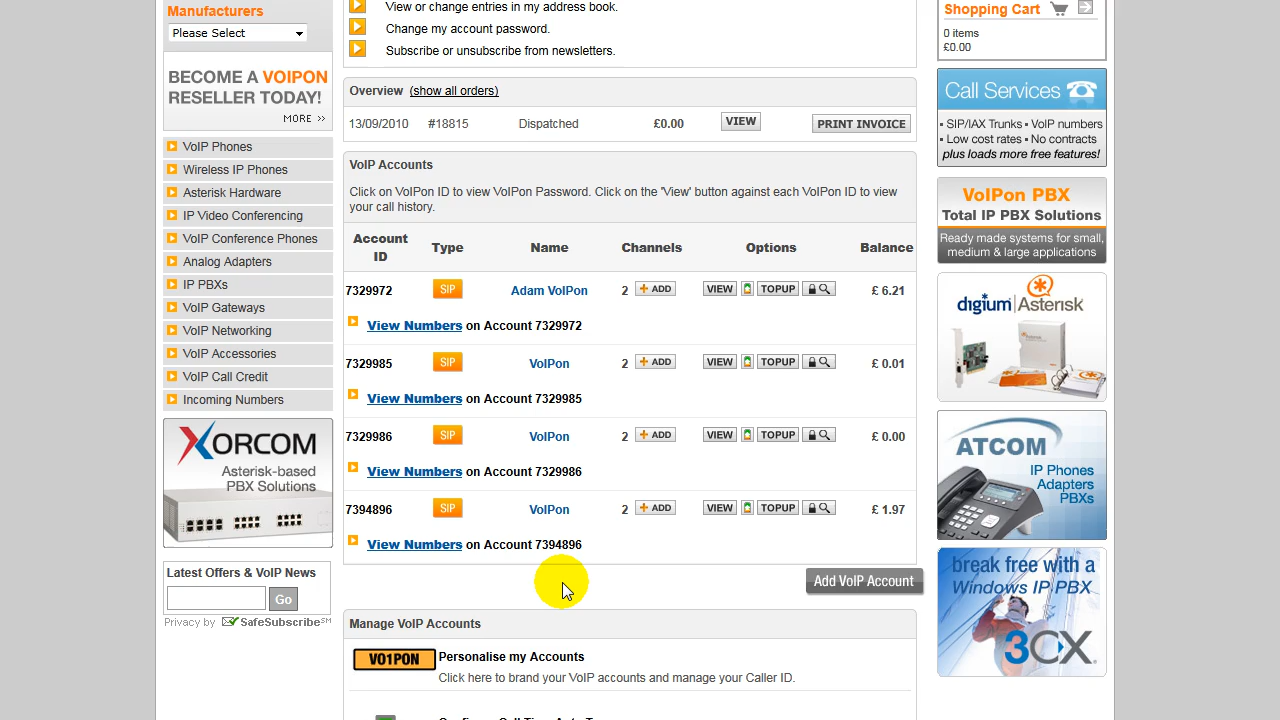 Manufacturers
Please Select
BECOME A VOIPON
RESELLER TODAY!
MORE >>
VoIP Phones
Wireless IP Phones
Asterisk Hardware
IP Video Conferencing
VoIP Conference Phones
Analog Adapters
IP PBXs
VoIP Gateways
VoIP Networking
VoIP Accessories
VoIP Call Credit
Incoming Numbers
XORCOM
Asterisk-based
PBX Solutions
Latest Offers & VoIP News
Go
Privacy by SafeSubscribe SM
View or change entries in my address book.
Change my account password.
Subscribe or unsubscribe from newsletters.
Overview (show all orders)
13/09/2010 #18815 Dispatched £0.00 VIEW PRINT INVOICE
VoIP Accounts
Click on VoIPon ID to view VoIPon Password. Click on the 'View' button against each VoIPon ID to view
your call history.
Account ID Type Name Channels Options Balance
7329972 SIP Adam VoIPon 2 + ADD VIEW TOPUP £ 6.21
View Numbers on Account 7329972
7329985 SIP VoIPon 2 + ADD VIEW TOPUP £ 0.01
View Numbers on Account 7329985
7329986 SIP VoIPon 2 + ADD VIEW TOPUP £ 0.00
View Numbers on Account 7329986
7394896 SIP VoIPon 2 + ADD VIEW TOPUP £ 1.97
View Numbers on Account 7394896
Add VoIP Account
Manage VoIP Accounts
VO1PON Personalise my Accounts
Click here to brand your VoIP accounts and manage your Caller ID.
Shopping Cart
0 items
£0.00
Call Services
▪ SIP/IAX Trunks ▪ VoIP numbers
▪ Low cost rates ▪ No contracts
plus loads more free features!
VoIPon PBX
Total IP PBX Solutions
Ready made systems for small,
medium & large applications
digium | Asterisk
ATCOM
IP Phones
Adapters
PBXs
break free with a
Windows IP PBX
3CX.